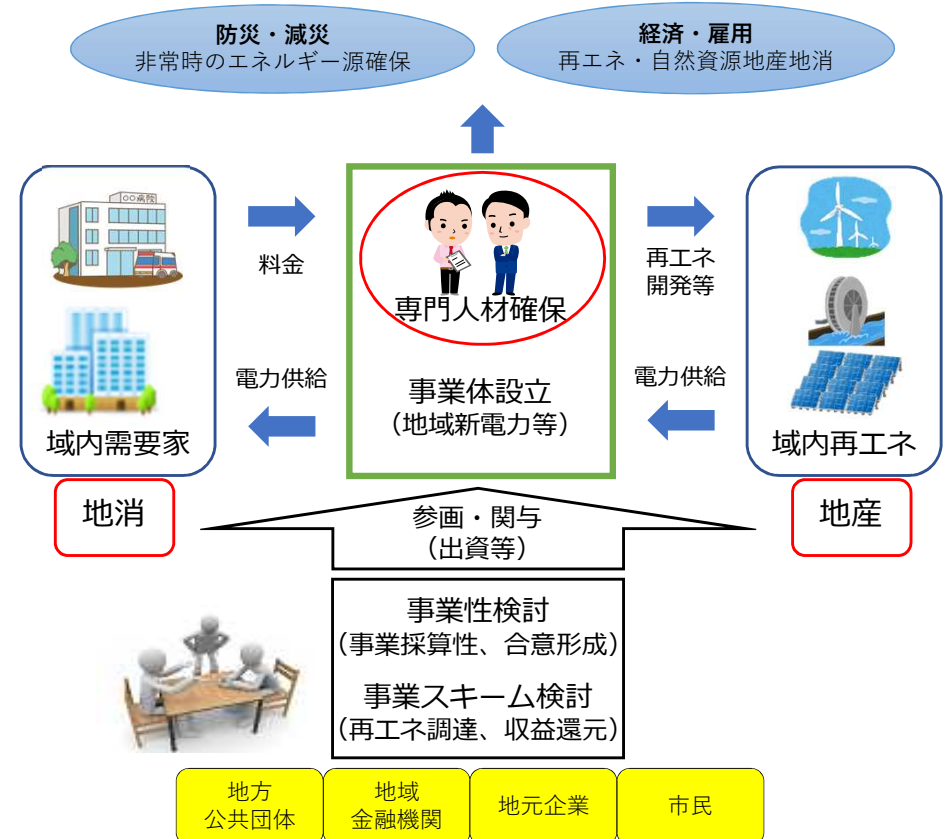 防災・減災
非常時のエネルギー源確保
経済・雇用
再エネ・自然資源地産地消
○○病院
域内需要家
地消
料金
電力供給
専門人材確保
事業体設立
(地域新電力等)
再エネ
開発等
電力供給
域内再エネ
地産
参画・関与
(出資等)
事業性検討
(事業採算性、合意形成)
事業スキーム検討
(再エネ調達、収益還元)
地方
公共団体
地域
金融機関
地元企業
市民